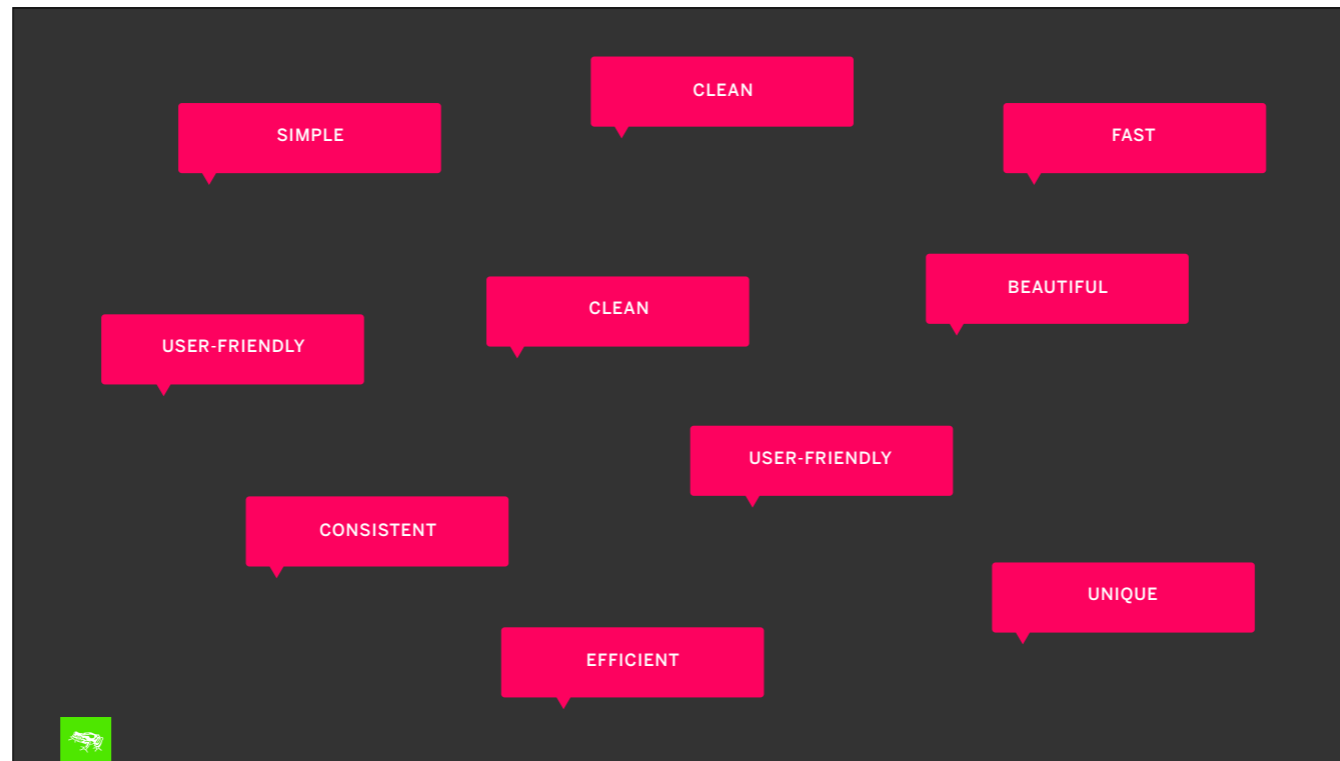 CLEAN
SIMPLE
FAST
BEAUTIFUL
CLEAN
USER-FRIENDLY
USER-FRIENDLY
CONSISTENT
UNIQUE
EFFICIENT